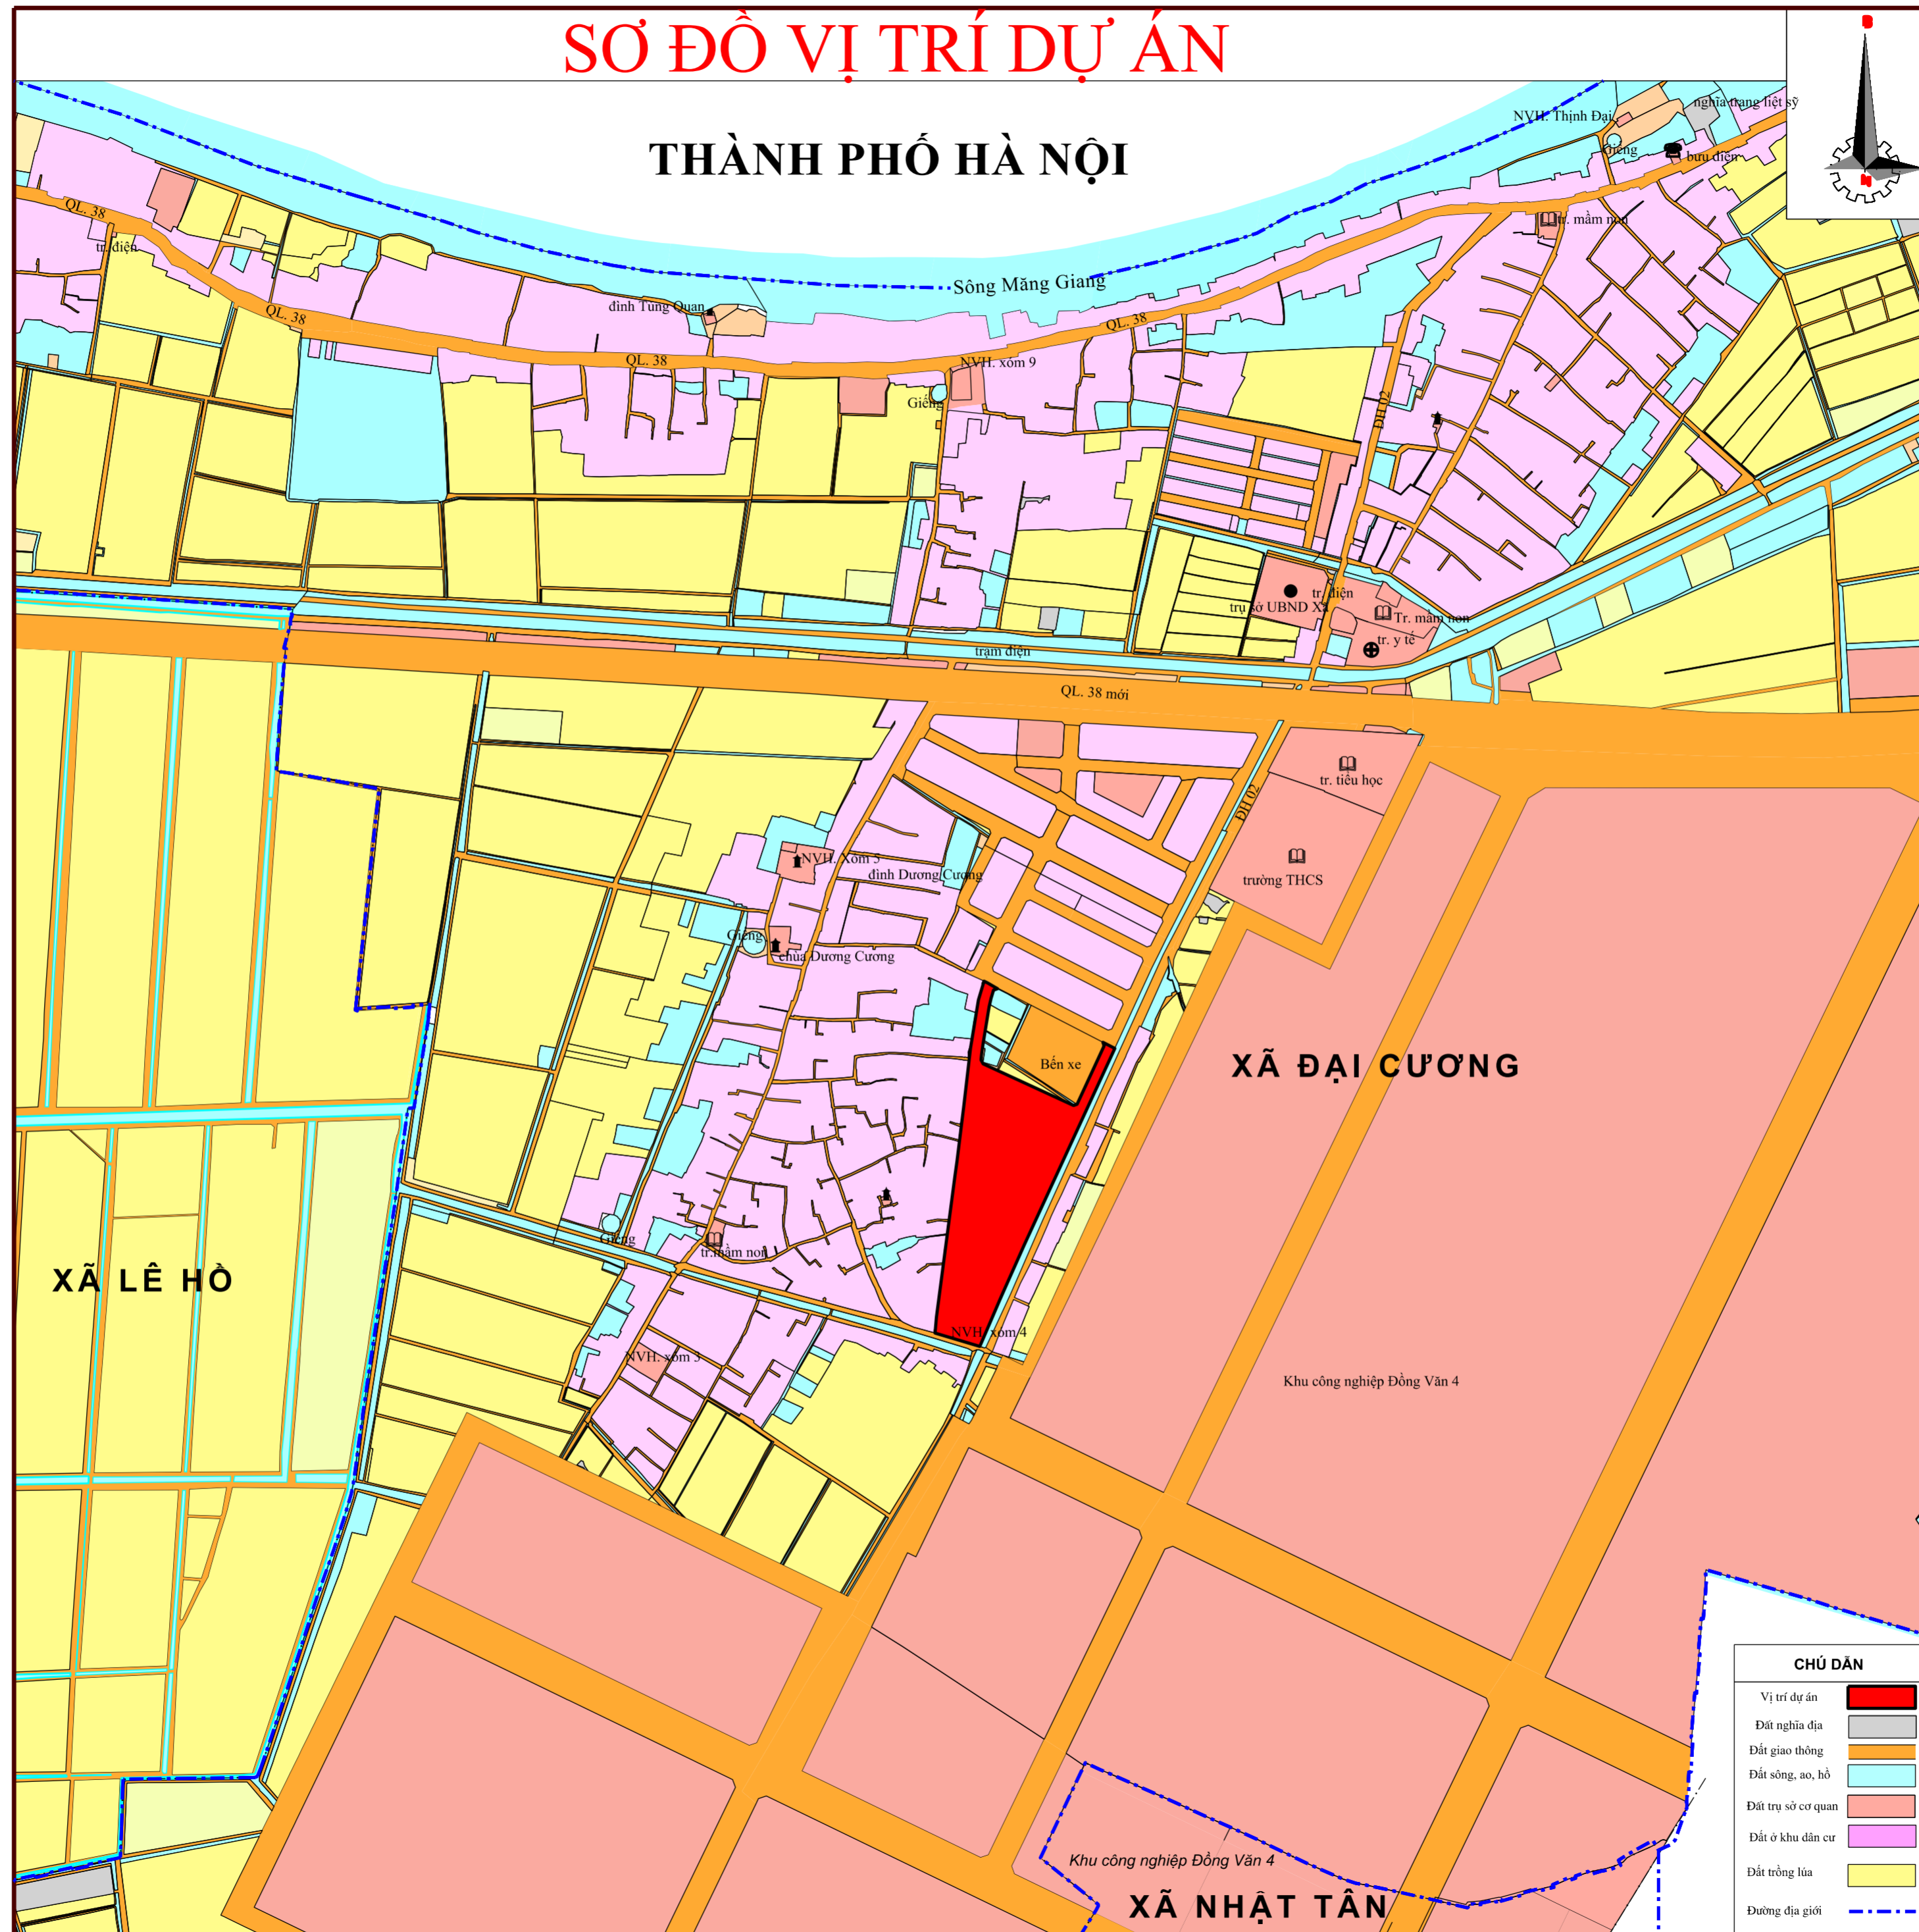 SƠ ĐỒ VỊ TRÍ DỰ ÁN
THÀNH PHỐ HÀ NỘI
nghĩa trang liệt sỹ
NVH. Thịnh Đại
Giếng
bưu điện
QL. 38
tr. mầm non
tr. điện
Sông Măng Giang
đình Tùng Quan
QL. 38
QL. 38
QL. 38
NVH. xóm 9
Giếng
ĐH 02
tr. điện
trụ sở UBND Xã
Tr. mầm non
tr. y tế
trạm điện
QL. 38 mới
tr. tiểu học
ĐH 02
NVH. Xóm 5
đình Dương Cương
trường THCS
Giếng
chùa Dương Cương
Bến xe
XÃ ĐẠI CƯƠNG
Giếng
tr.mầm non
XÃ LÊ HỒ
NVH. xóm 4
NVH. xóm 3
Khu công nghiệp Đồng Văn 4
CHÚ DẪN
Vị trí dự án
Đất nghĩa địa
Đất giao thông
Đất sông, ao, hồ
Đất trụ sở cơ quan
Đất ở khu dân cư
Đất trồng lúa
Đường địa giới
Khu công nghiệp Đồng Văn 4
XÃ NHẬT TÂN